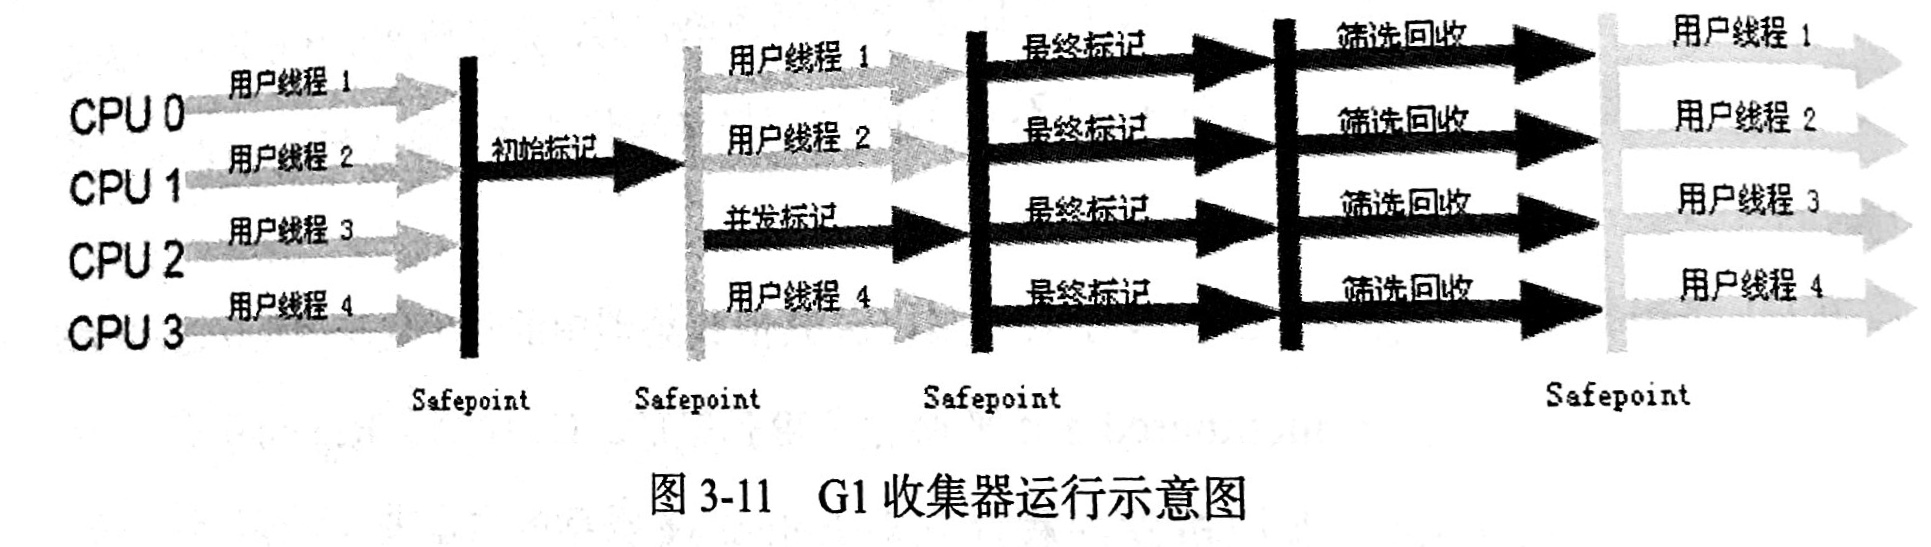 CPU 0 用户线程 1 初始标记 用户线程 1 最终标记 筛选回收 用户线程 1
CPU 1 用户线程 2 用户线程 2 最终标记 筛选回收 用户线程 2
CPU 2 用户线程 3 并发标记 最终标记 筛选回收 用户线程 3
CPU 3 用户线程 4 用户线程 4 最终标记 筛选回收 用户线程 4
Safepoint Safepoint Safepoint Safepoint
图 3-11 G1 收集器运行示意图